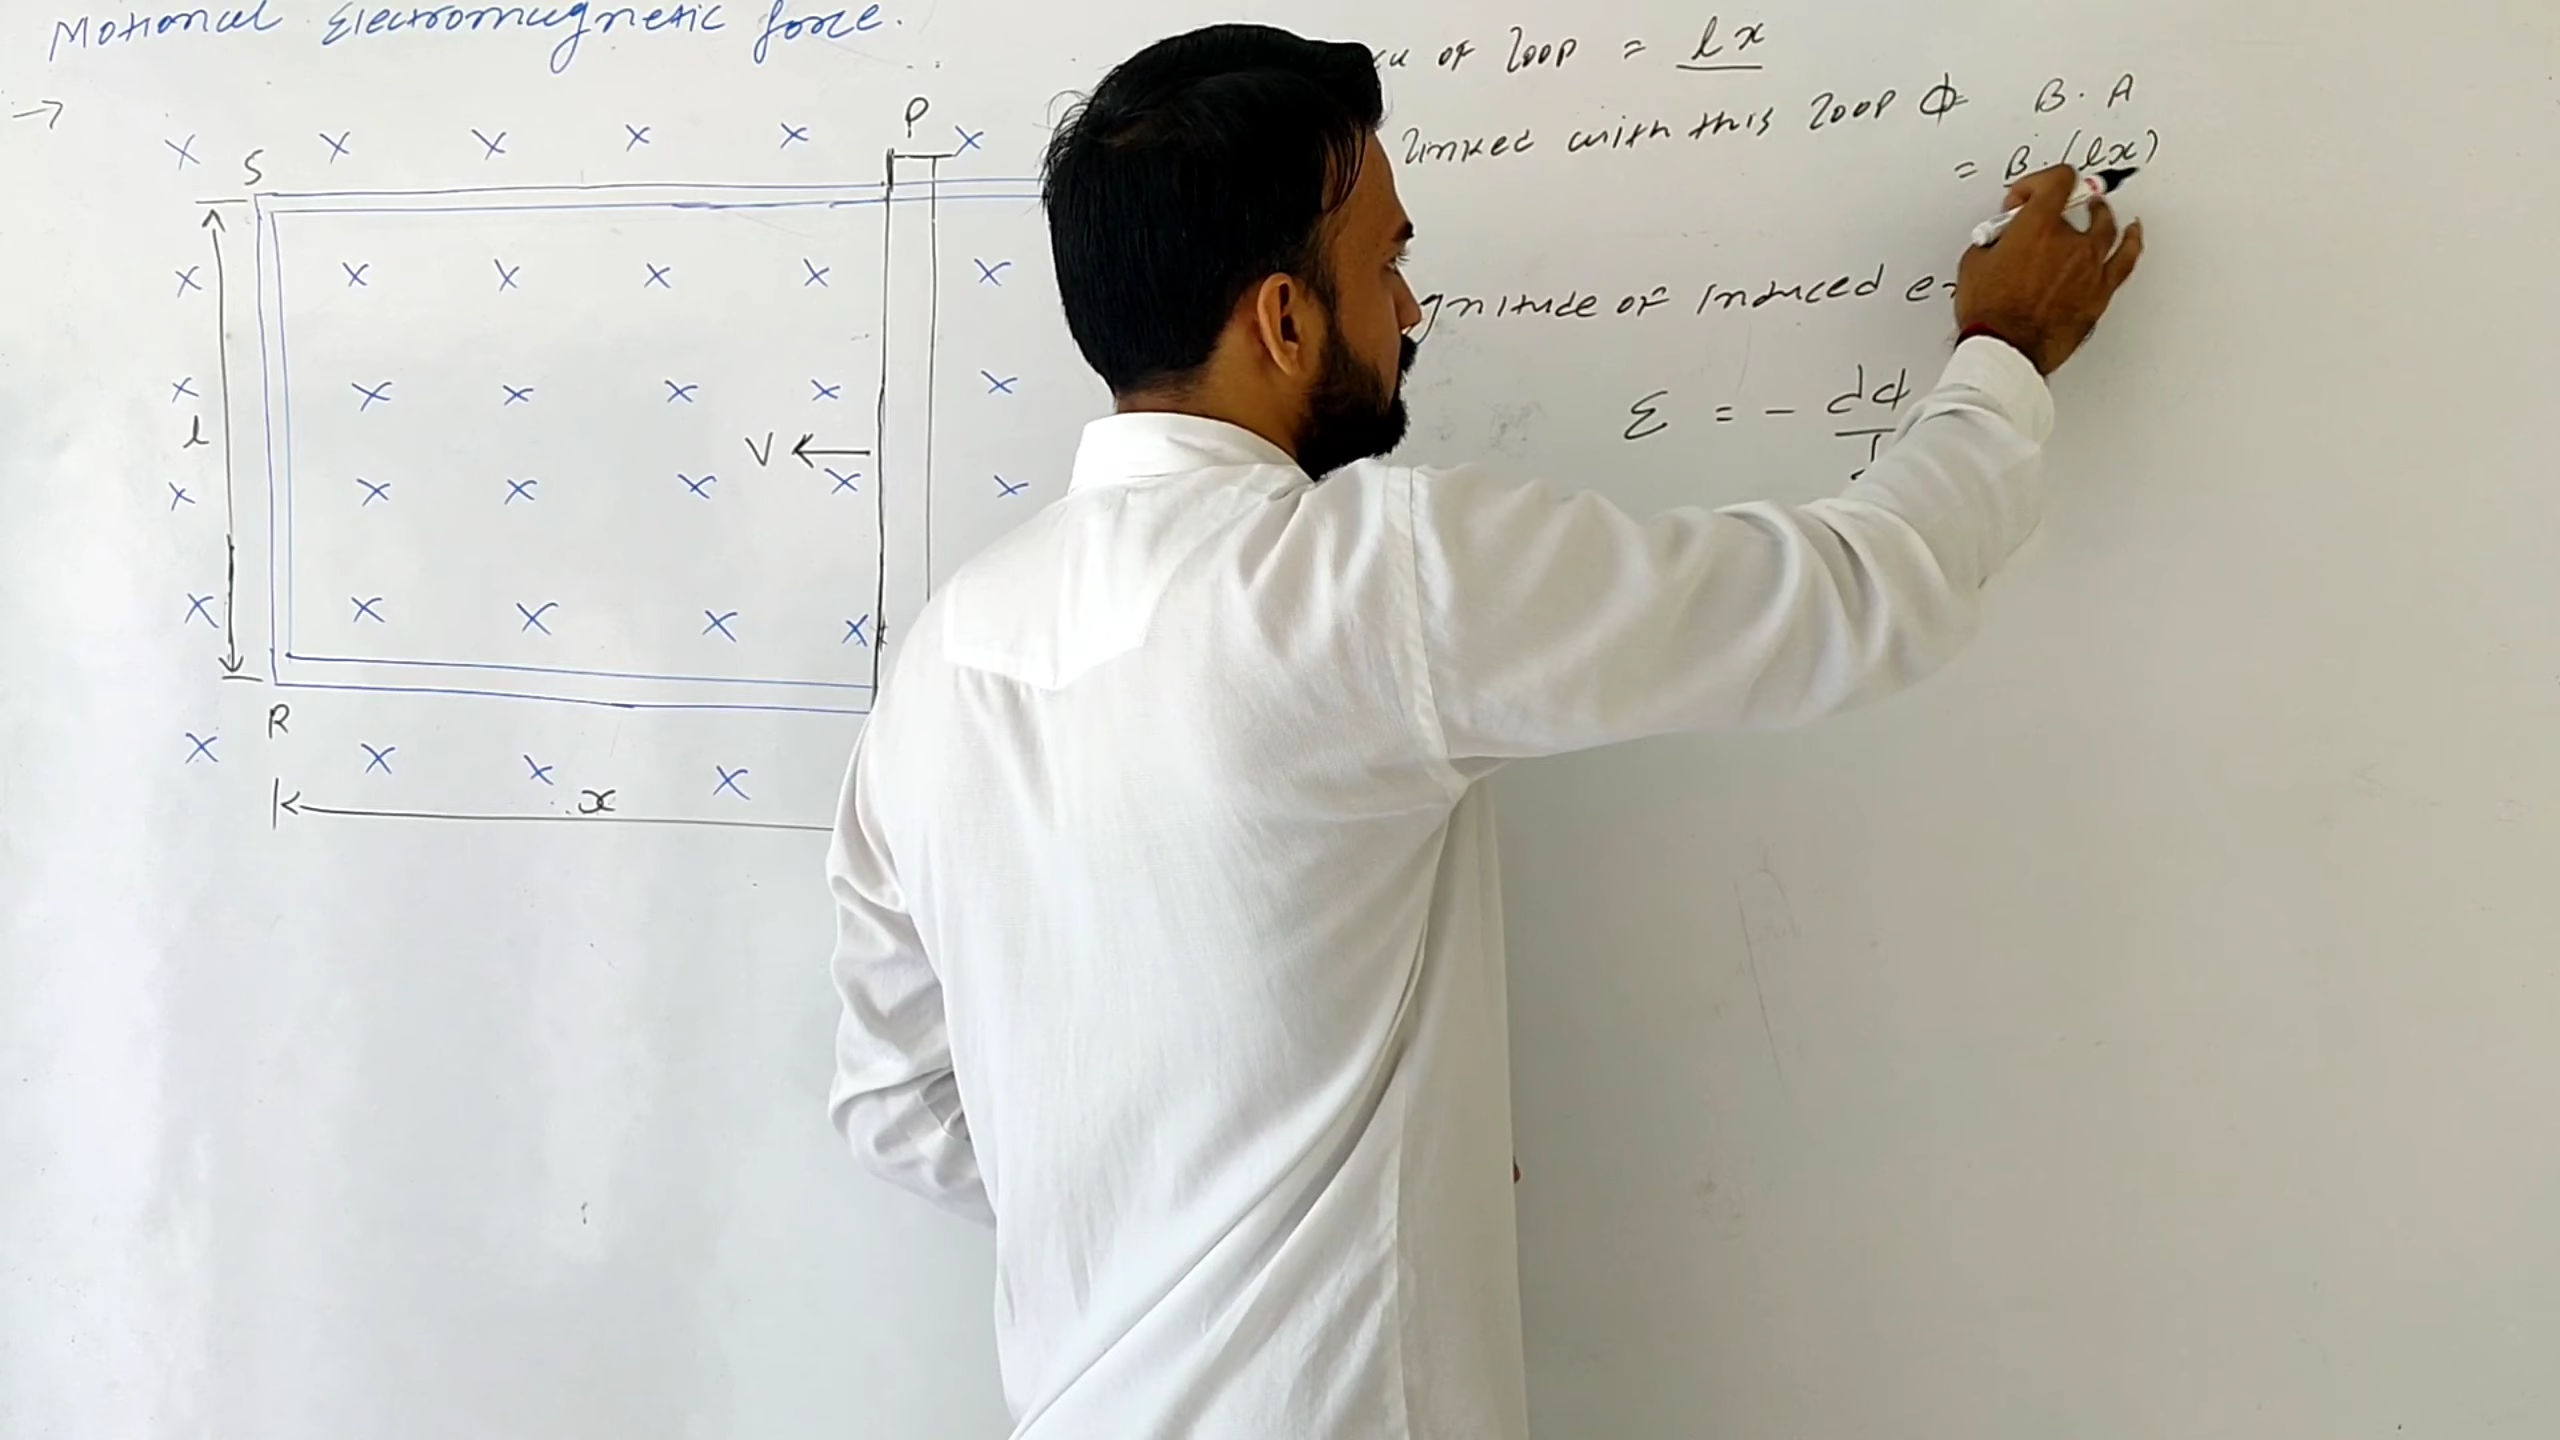 Motional Electromagnetic force.
of loop = lx
linked with this loop ϕ = B. A
= B. (lx)
→
P
S
l
V ←
R
x
gnitude of induced e
ε = - dϕ